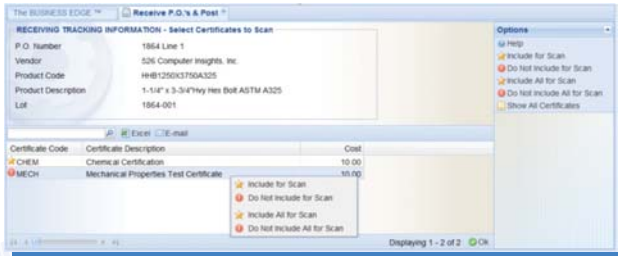 The BUSINESS EDGE ™ Receive P.O.'s & Post
RECEIVING TRACKING INFORMATION - Select Certificates to Scan
P.O. Number 1864 Line 1
Vendor 526 Computer Insights, Inc.
Product Code HHB1250X3750A325
Product Description 1-1/4" x 3-3/4"Hvy Hex Bolt ASTM A325
Lot 1864-001
Excel E-mail
Certificate Code Certificate Description Cost
CHEM Chemical Certification 10.00
MECH Mechanical Properties Test Certificate 10.00
Include for Scan
Do Not Include for Scan
Include All for Scan
Do Not Include All for Scan
Displaying 1 - 2 of 2 Ok
Options
Help
Include for Scan
Do Not Include for Scan
Include All for Scan
Do Not Include All for Scan
Show All Certificates